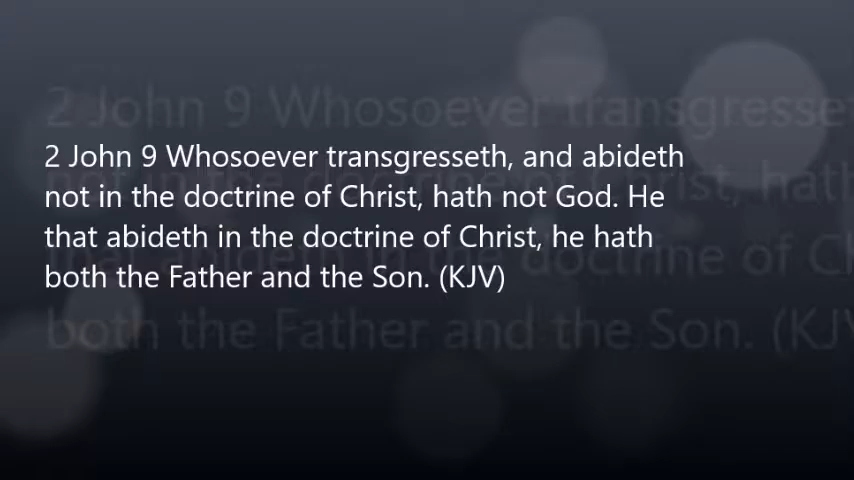 2 John 9 Whosoever transgresseth, and abideth
not in the doctrine of Christ, hath not God. He
that abideth in the doctrine of Christ, he hath
both the Father and the Son. (KJV)